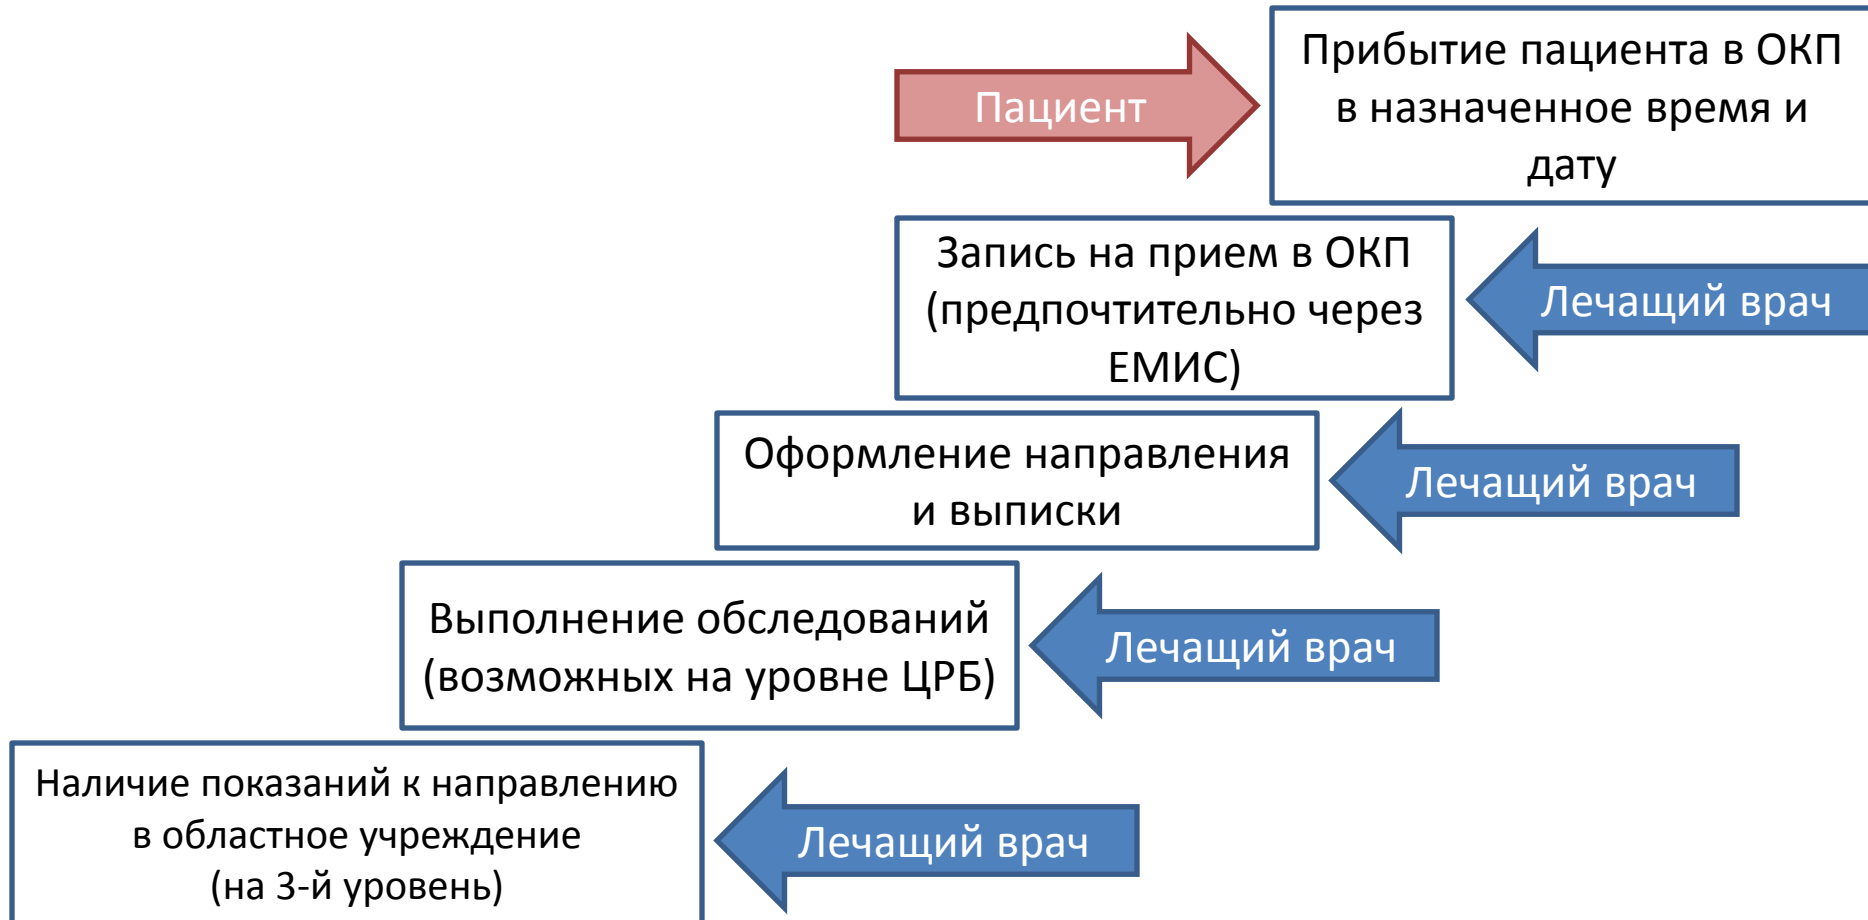 Прибытие пациента в ОКП
в назначенное время и
дату
Пациент
Запись на прием в ОКП
(предпочтительно через
ЕМИС)
Лечащий врач
Оформление направления
и выписки
Лечащий врач
Выполнение обследований
(возможных на уровне ЦРБ)
Лечащий врач
Наличие показаний к направлению
в областное учреждение
(на 3-й уровень)
Лечащий врач